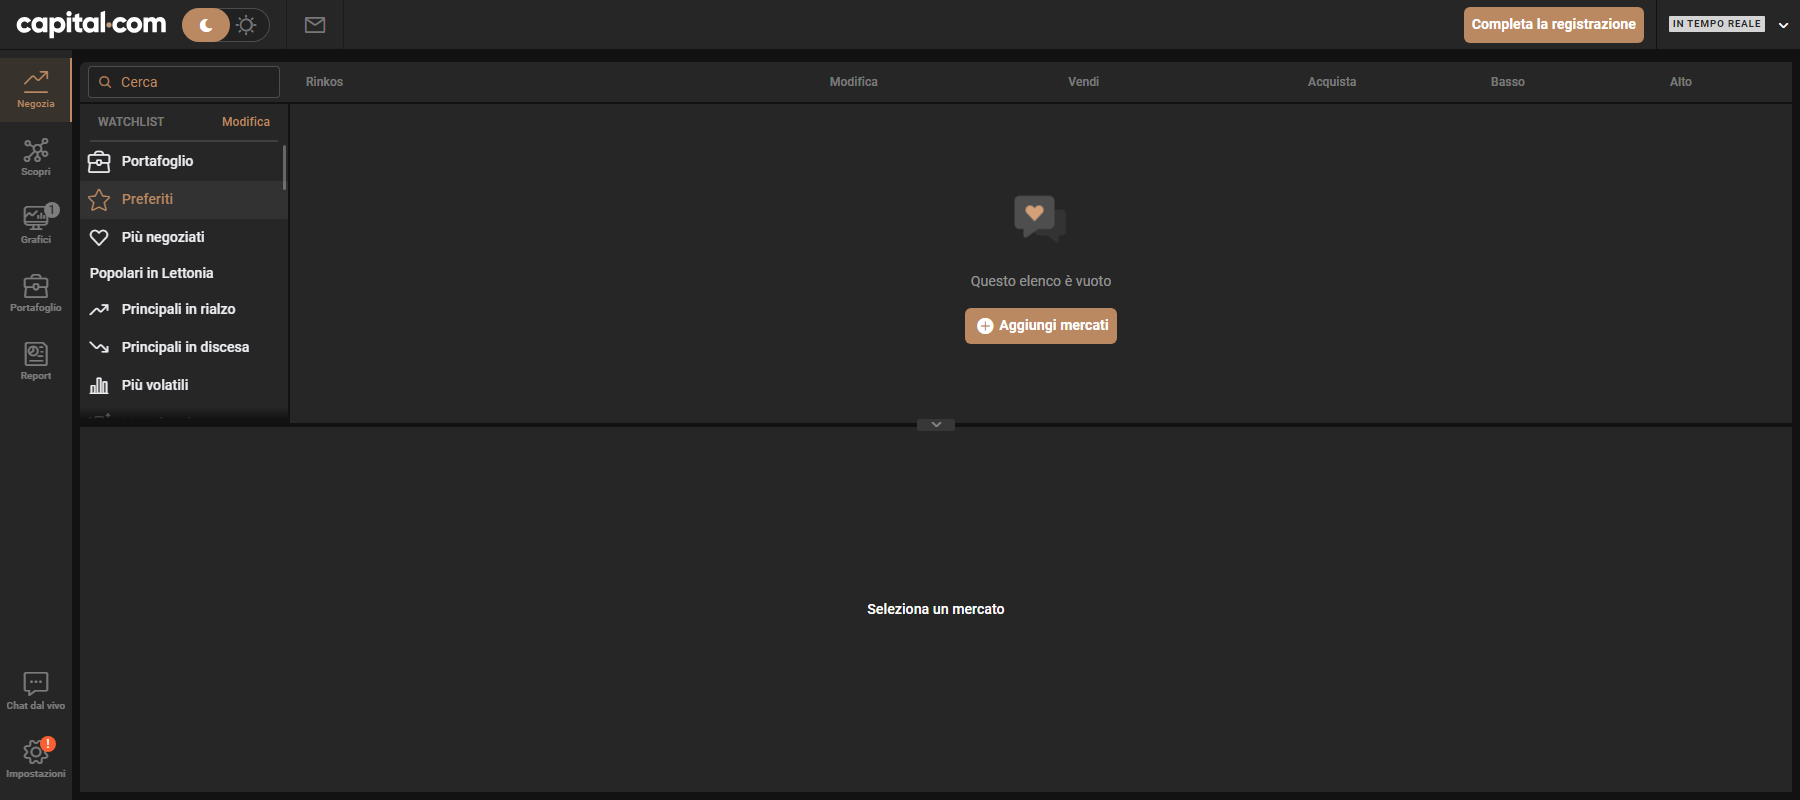 capital.com
Completa la registrazione
IN TEMPO REALE
Negozia
Scopri
1
Grafici
Portafoglio
Report
Chat dal vivo
!
Impostazioni
Cerca
Rinkos
Modifica
Vendi
Acquista
Basso
Alto
WATCHLIST
Modifica
Portafoglio
Preferiti
Più negoziati
Popolari in Lettonia
Principali in rialzo
Principali in discesa
Più volatili
Questo elenco è vuoto
Aggiungi mercati
Seleziona un mercato